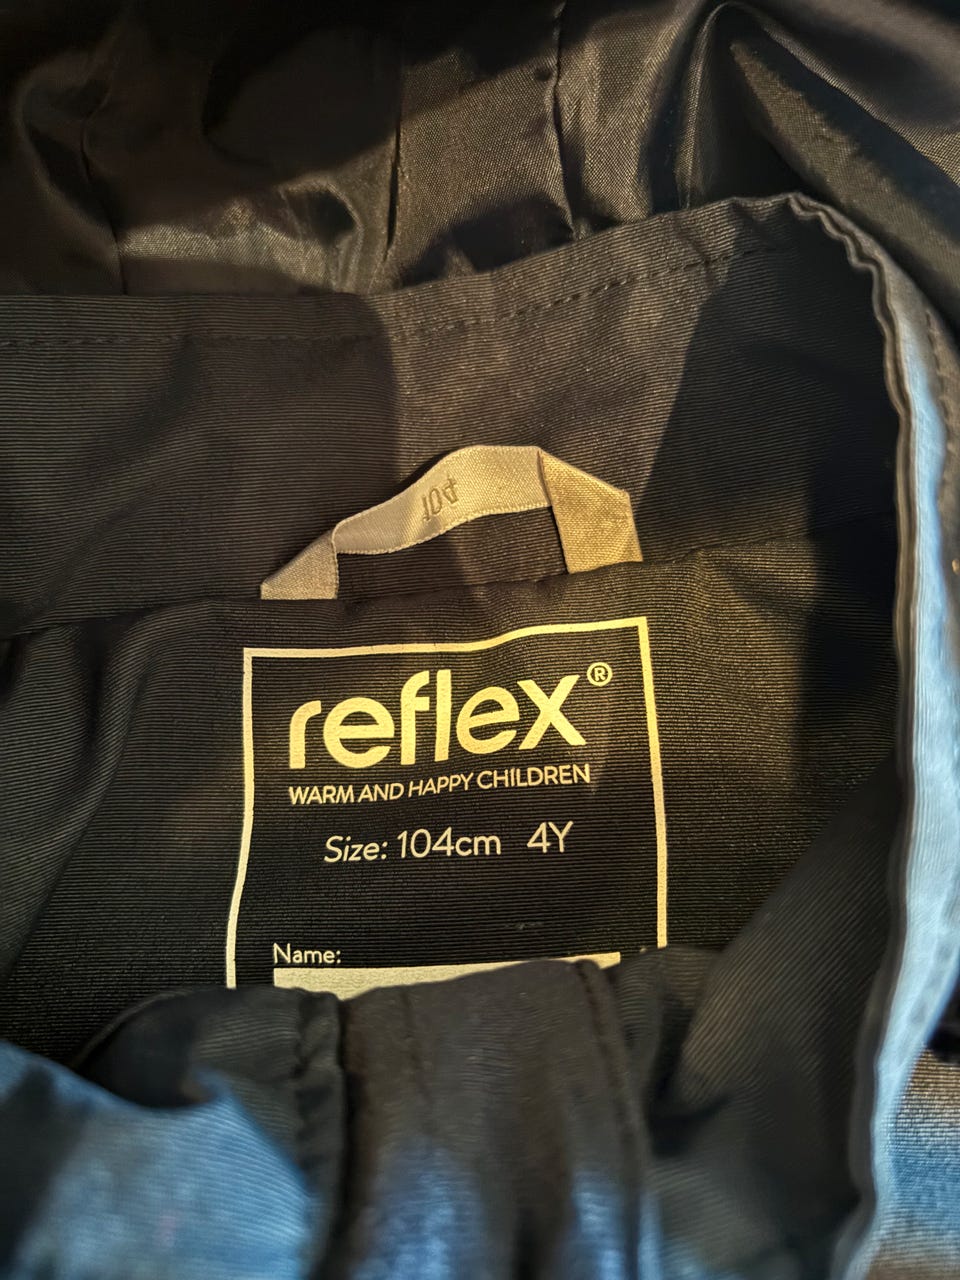 104
reflex®
WARM AND HAPPY CHILDREN
Size: 104cm 4Y
Name: